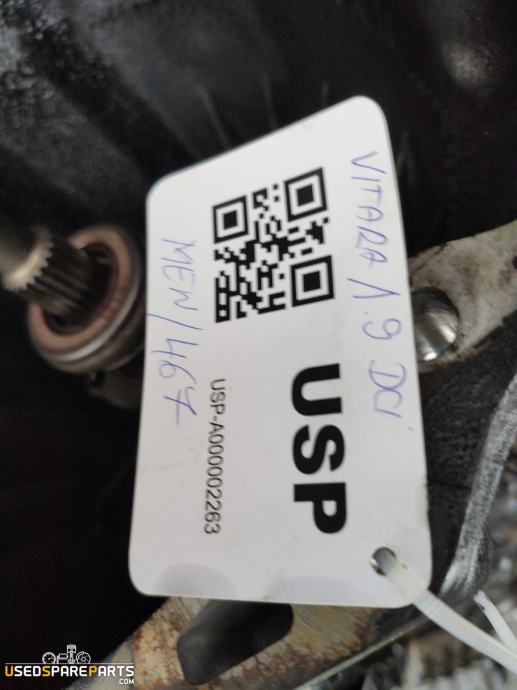 VITARA 1.9 DCi
USP
USP-A000002263
MEN/467
USEDSPAREPARTS
.COM